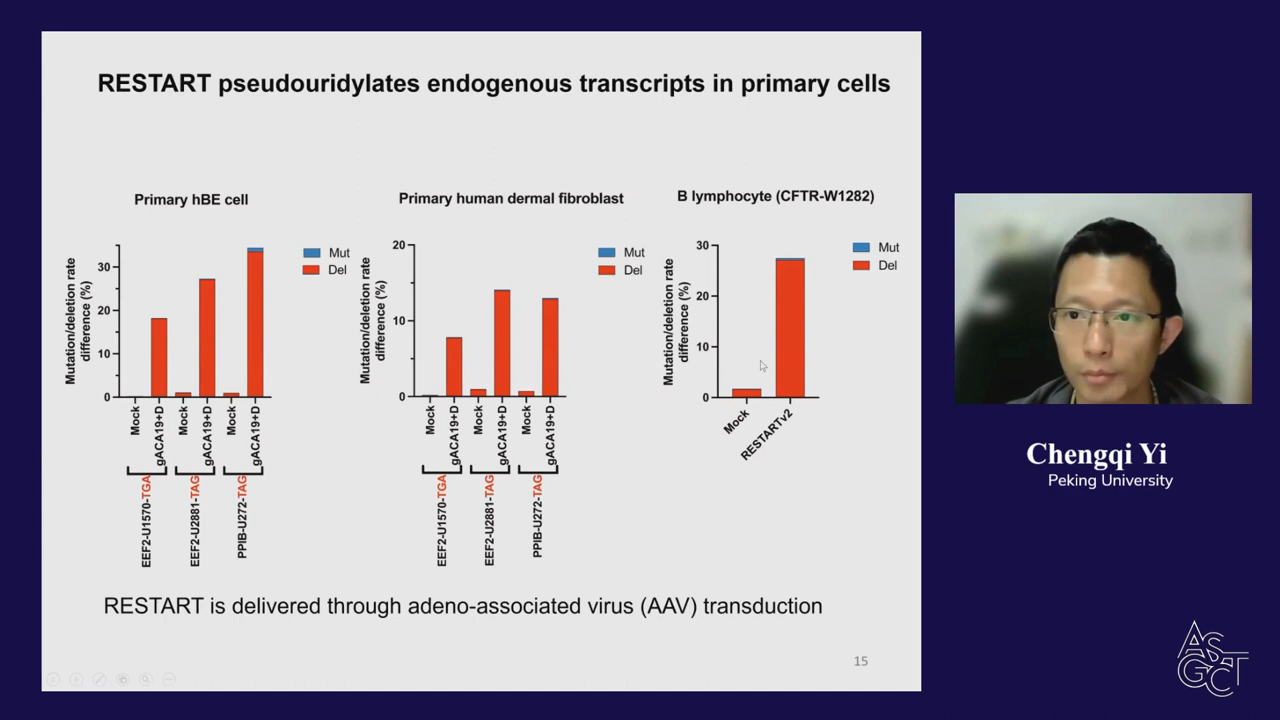 RESTART pseudouridylates endogenous transcripts in primary cells
Primary hBE cell
Mutation/deletion rate
difference (%)
30
20
10
0
Mut
Del
Mock
gACA19+D
Mock
gACA19+D
Mock
gACA19+D
EEF2-U1570-TGA
EEF2-U2881-TAG
PPIB-U272-TAG
Primary human dermal fibroblast
Mutation/deletion rate
difference (%)
20
10
0
Mut
Del
Mock
gACA19+D
Mock
gACA19+D
Mock
gACA19+D
EEF2-U1570-TGA
EEF2-U2881-TAG
PPIB-U272-TAG
B lymphocyte (CFTR-W1282)
Mutation/deletion rate
difference (%)
30
20
10
0
Mut
Del
Mock
RESTARTv2
RESTART is delivered through adeno-associated virus (AAV) transduction
15
Chengqi Yi
Peking University
AS
GCT